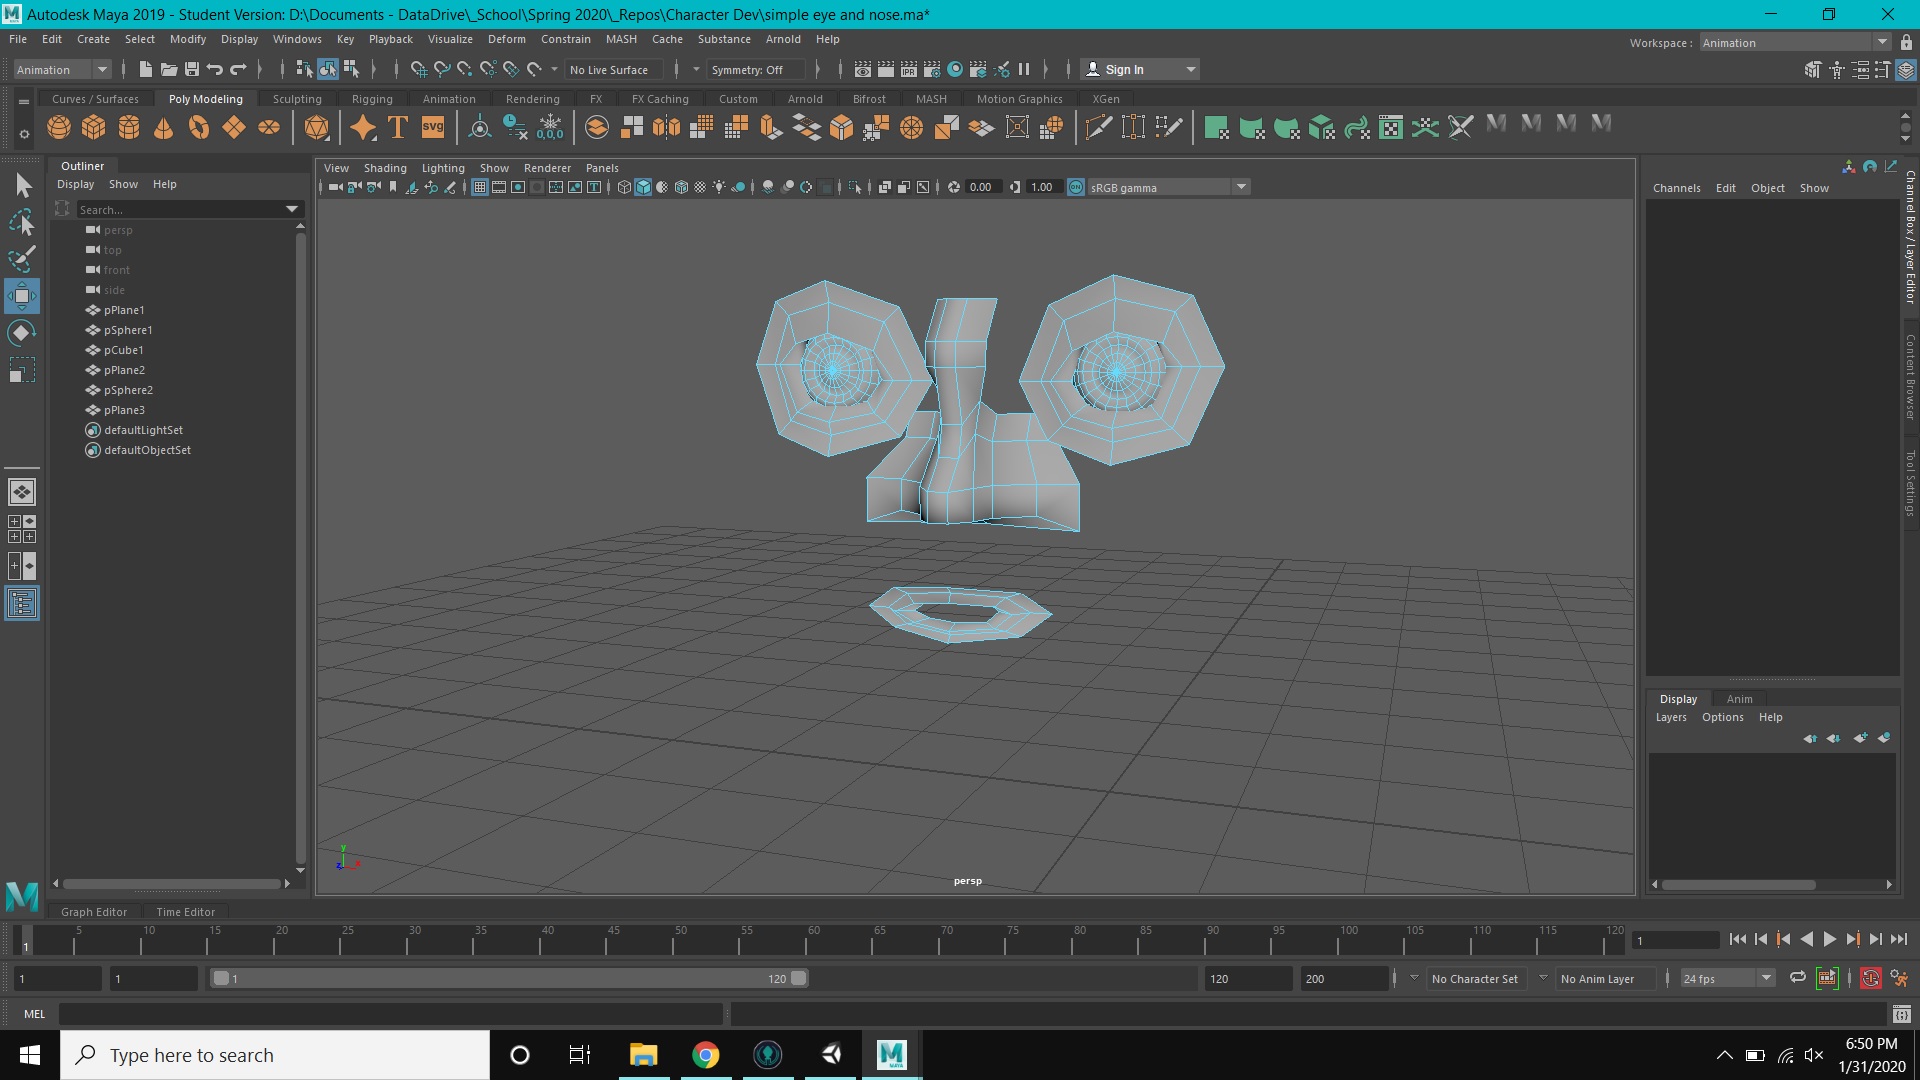 Autodesk Maya 2019 - Student Version: D:\Documents - DataDrive\_School\Spring 2020\_Repos\Character Dev\simple eye and nose.ma*
File Edit Create Select Modify Display Windows Key Playback Visualize Deform Constrain MASH Cache Substance Arnold Help
Workspace : Animation
Animation No Live Surface Symmetry: Off IPR Sign In
Curves / Surfaces Poly Modeling Sculpting Rigging Animation Rendering FX FX Caching Custom Arnold Bifrost MASH Motion Graphics XGen
T SVG 0,0,0 M M M M
Outliner
Display Show Help
Search...
persp
top
front
side
pPlane1
pSphere1
pCube1
pPlane2
pSphere2
pPlane3
defaultLightSet
defaultObjectSet
View Shading Lighting Show Renderer Panels
0.00 1.00 ON sRGB gamma
y
z x
persp
Channels Edit Object Show
Channel Box / Layer Editor
Content Browser
Tool Settings
Display Anim
Layers Options Help
M
Graph Editor Time Editor
1 5 10 15 20 25 30 35 40 45 50 55 60 65 70 75 80 85 90 95 100 105 110 115 120 1
1 1 1 120 120 200 No Character Set No Anim Layer 24 fps
MEL
Type here to search
M MAYA
6:50 PM
1/31/2020